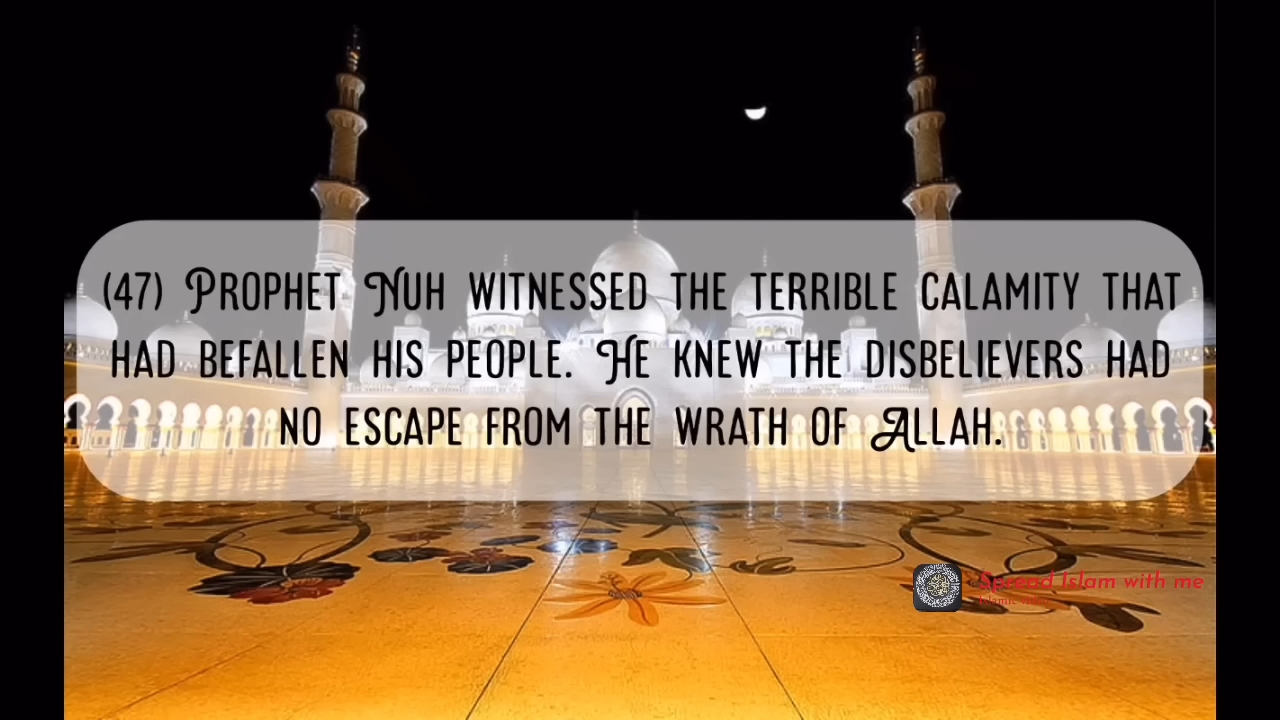 (47) Prophet Nuh witnessed the terrible calamity that
had befallen his people. He knew the disbelievers had
no escape from the wrath of Allah.
Spread Islam with me
Islamic